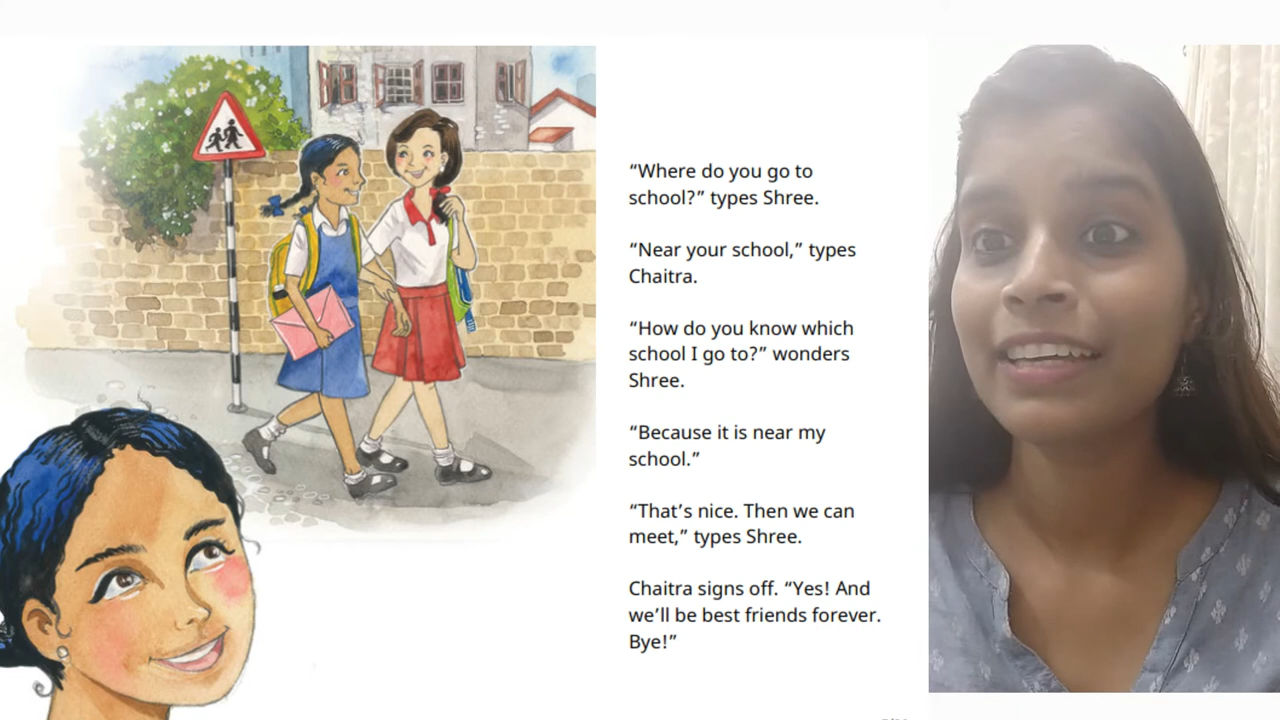 “Where do you go to
school?” types Shree.
“Near your school,” types
Chaitra.
“How do you know which
school I go to?” wonders
Shree.
“Because it is near my
school.”
“That’s nice. Then we can
meet,” types Shree.
Chaitra signs off. “Yes! And
we’ll be best friends forever.
Bye!”